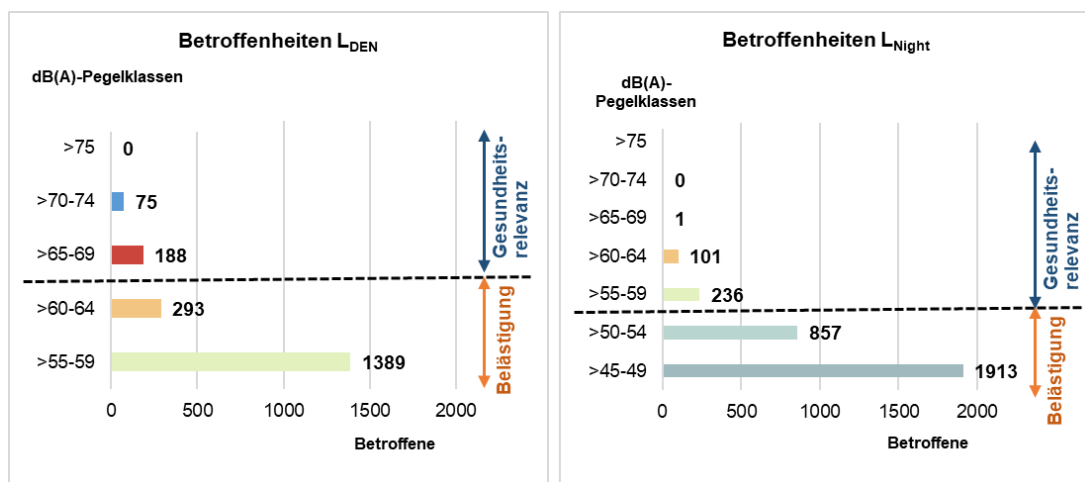 Betroffenheiten LDEN
dB(A)-Pegelklassen
>75 0
>70-74 75
>65-69 188
>60-64 293
>55-59 1389
0 500 1000 1500 2000
Betroffene
Gesundheits-
relevanz
Belästigung
Betroffenheiten LNight
dB(A)-
Pegelklassen
>75
>70-74 0
>65-69 1
>60-64 101
>55-59 236
>50-54 857
>45-49 1913
0 500 1000 1500 2000
Betroffene
Gesundheits-
relevanz
Belästigung